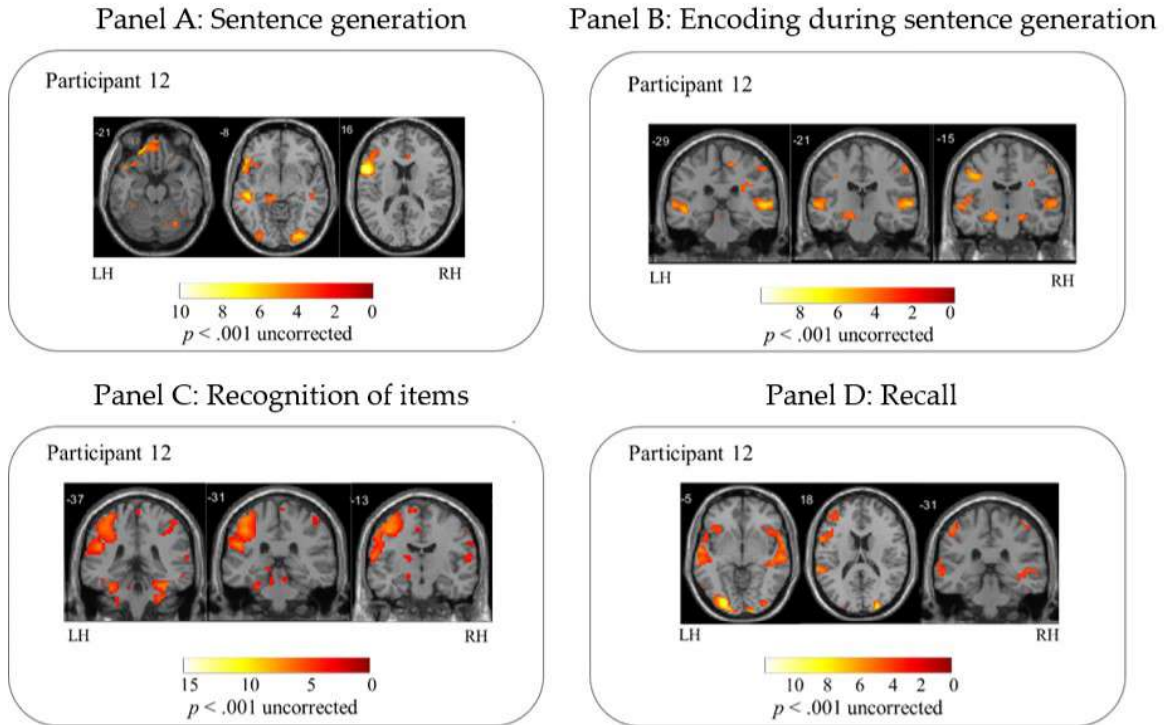 Panel A: Sentence generation
Participant 12
-21 -8 16
LH RH
10 8 6 4 2 0
p < .001 uncorrected
Panel B: Encoding during sentence generation
Participant 12
-29 -21 -15
LH RH
8 6 4 2 0
p < .001 uncorrected
Panel C: Recognition of items
Participant 12
-37 -31 -13
LH RH
15 10 5 0
p < .001 uncorrected
Panel D: Recall
Participant 12
-5 18 -31
LH RH
10 8 6 4 2 0
p < .001 uncorrected